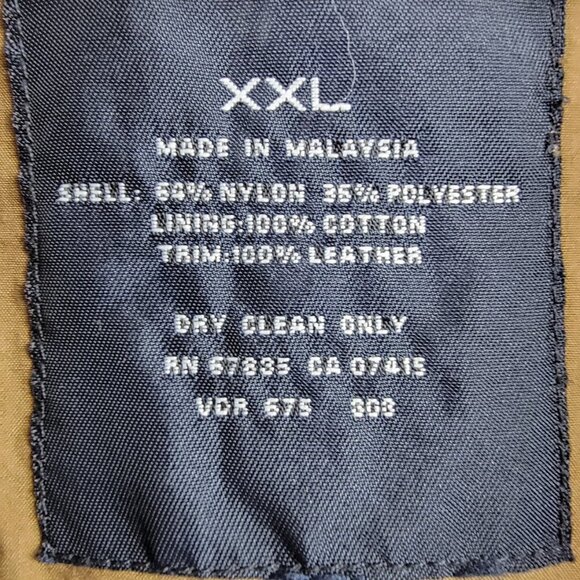 XXL
MADE IN MALAYSIA
SHELL: 6% NYLON 35% POLYESTER
LINING:100% COTTON
TRIM:100% LEATHER
DRY CLEAN ONLY
RN 67835 CA 07415
VDR 675 303